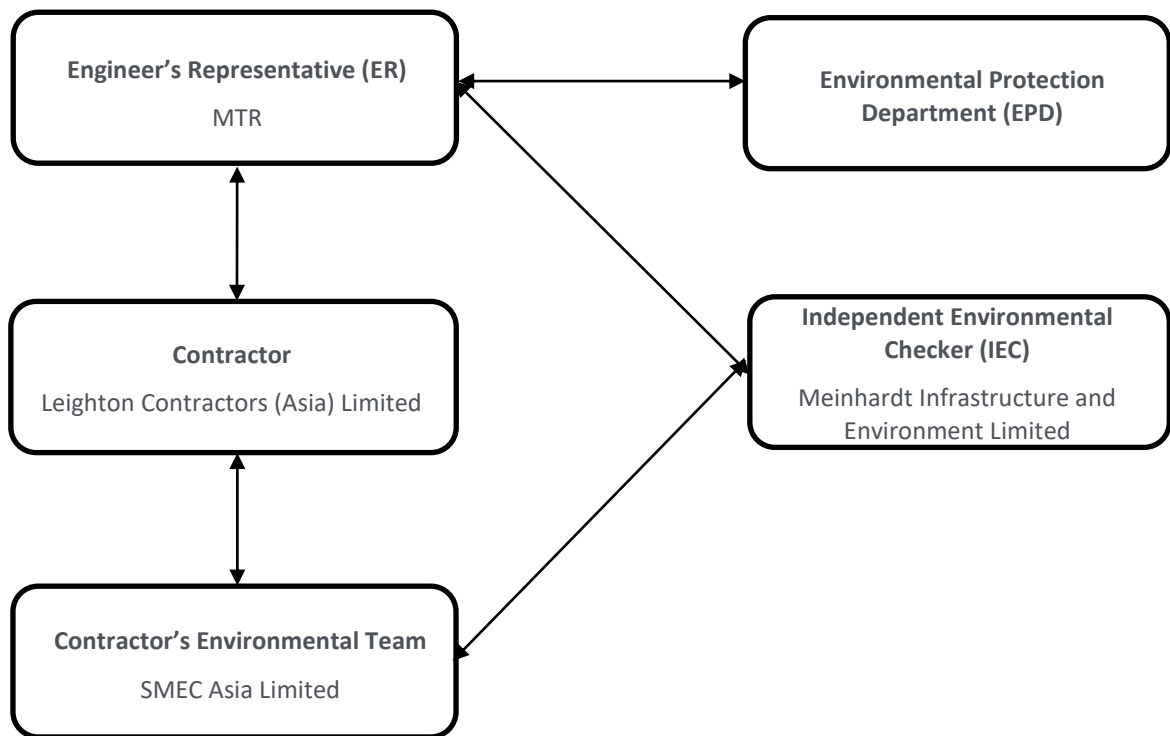 Engineer’s Representative (ER)
MTR
Environmental Protection
Department (EPD)
Contractor
Leighton Contractors (Asia) Limited
Independent Environmental
Checker (IEC)
Meinhardt Infrastructure and
Environment Limited
Contractor’s Environmental Team
SMEC Asia Limited